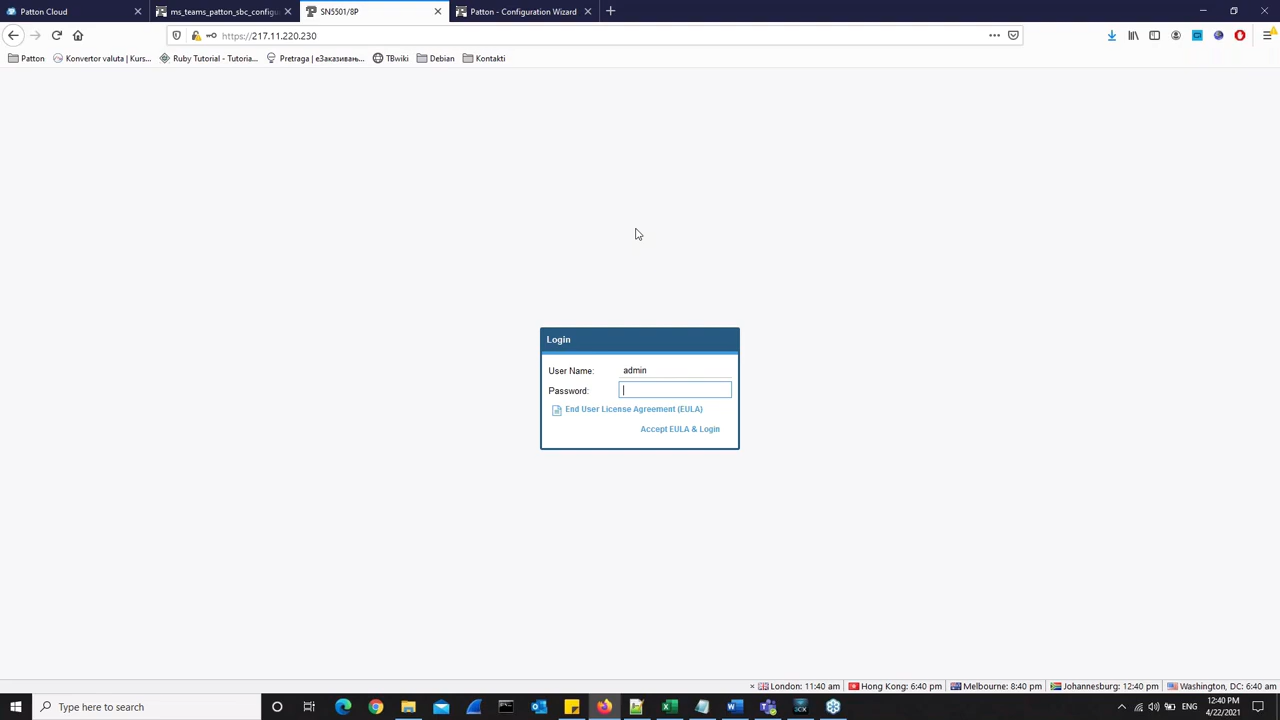 Patton Cloud
ms_teams_patton_sbc_configu
SN5501/8P
Patton - Configuration Wizard
https://217.11.220.230
Patton
Konvertor valuta | Kurs...
Ruby Tutorial - Tutoria...
Pretraga | еЗаказивањ...
TBwiki
Debian
Kontakti
Login
User Name: admin
Password:
End User License Agreement (EULA)
Accept EULA & Login
London: 11:40 am
Hong Kong: 6:40 pm
Melbourne: 8:40 pm
Johannesburg: 12:40 pm
Washington, DC: 6:40 am
Type here to search
3CX
ENG
12:40 PM
4/22/2021